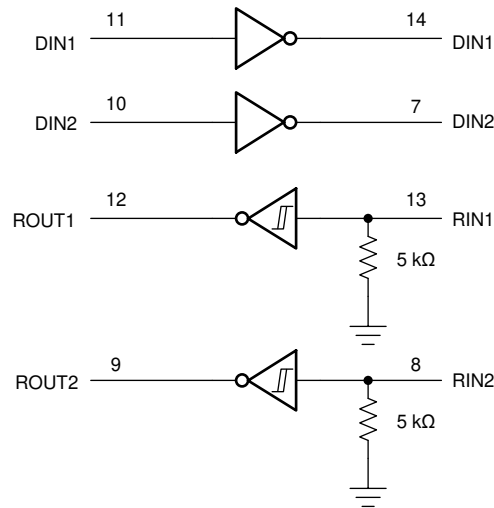 11 14
DIN1 DIN1
10 7
DIN2 DIN2
12 13
ROUT1 RIN1
5 kΩ
9 8
ROUT2 RIN2
5 kΩ